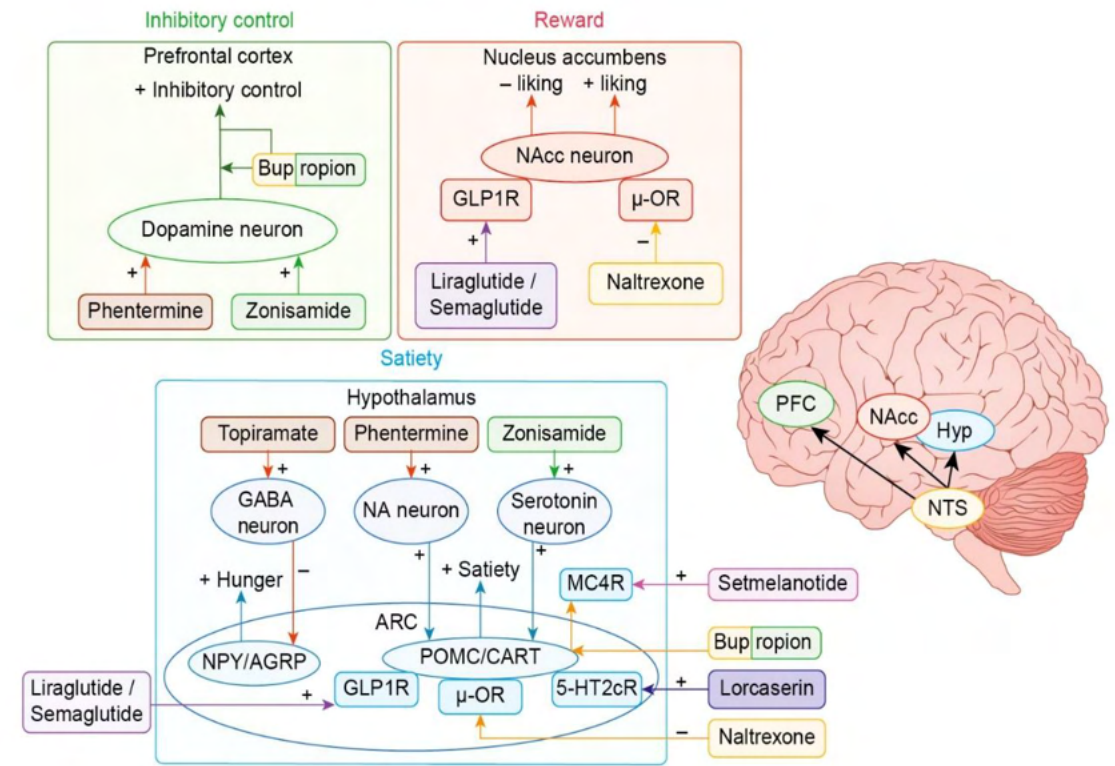 Inhibitory control
Prefrontal cortex
+ Inhibitory control
Bupropion
Dopamine neuron
+
+
Phentermine
Zonisamide
Reward
Nucleus accumbens
– liking + liking
NAcc neuron
GLP1R
μ-OR
+
–
Liraglutide /
Semaglutide
Naltrexone
Satiety
Hypothalamus
Topiramate
Phentermine
Zonisamide
+
+
+
GABA
neuron
NA neuron
Serotonin
neuron
+ Hunger
–
+
+ Satiety
+
MC4R
+
Setmelanotide
ARC
NPY/AGRP
POMC/CART
Bupropion
Liraglutide /
Semaglutide
+
GLP1R
μ-OR
5-HT2cR
+
Lorcaserin
–
Naltrexone
PFC
NAcc
Hyp
NTS